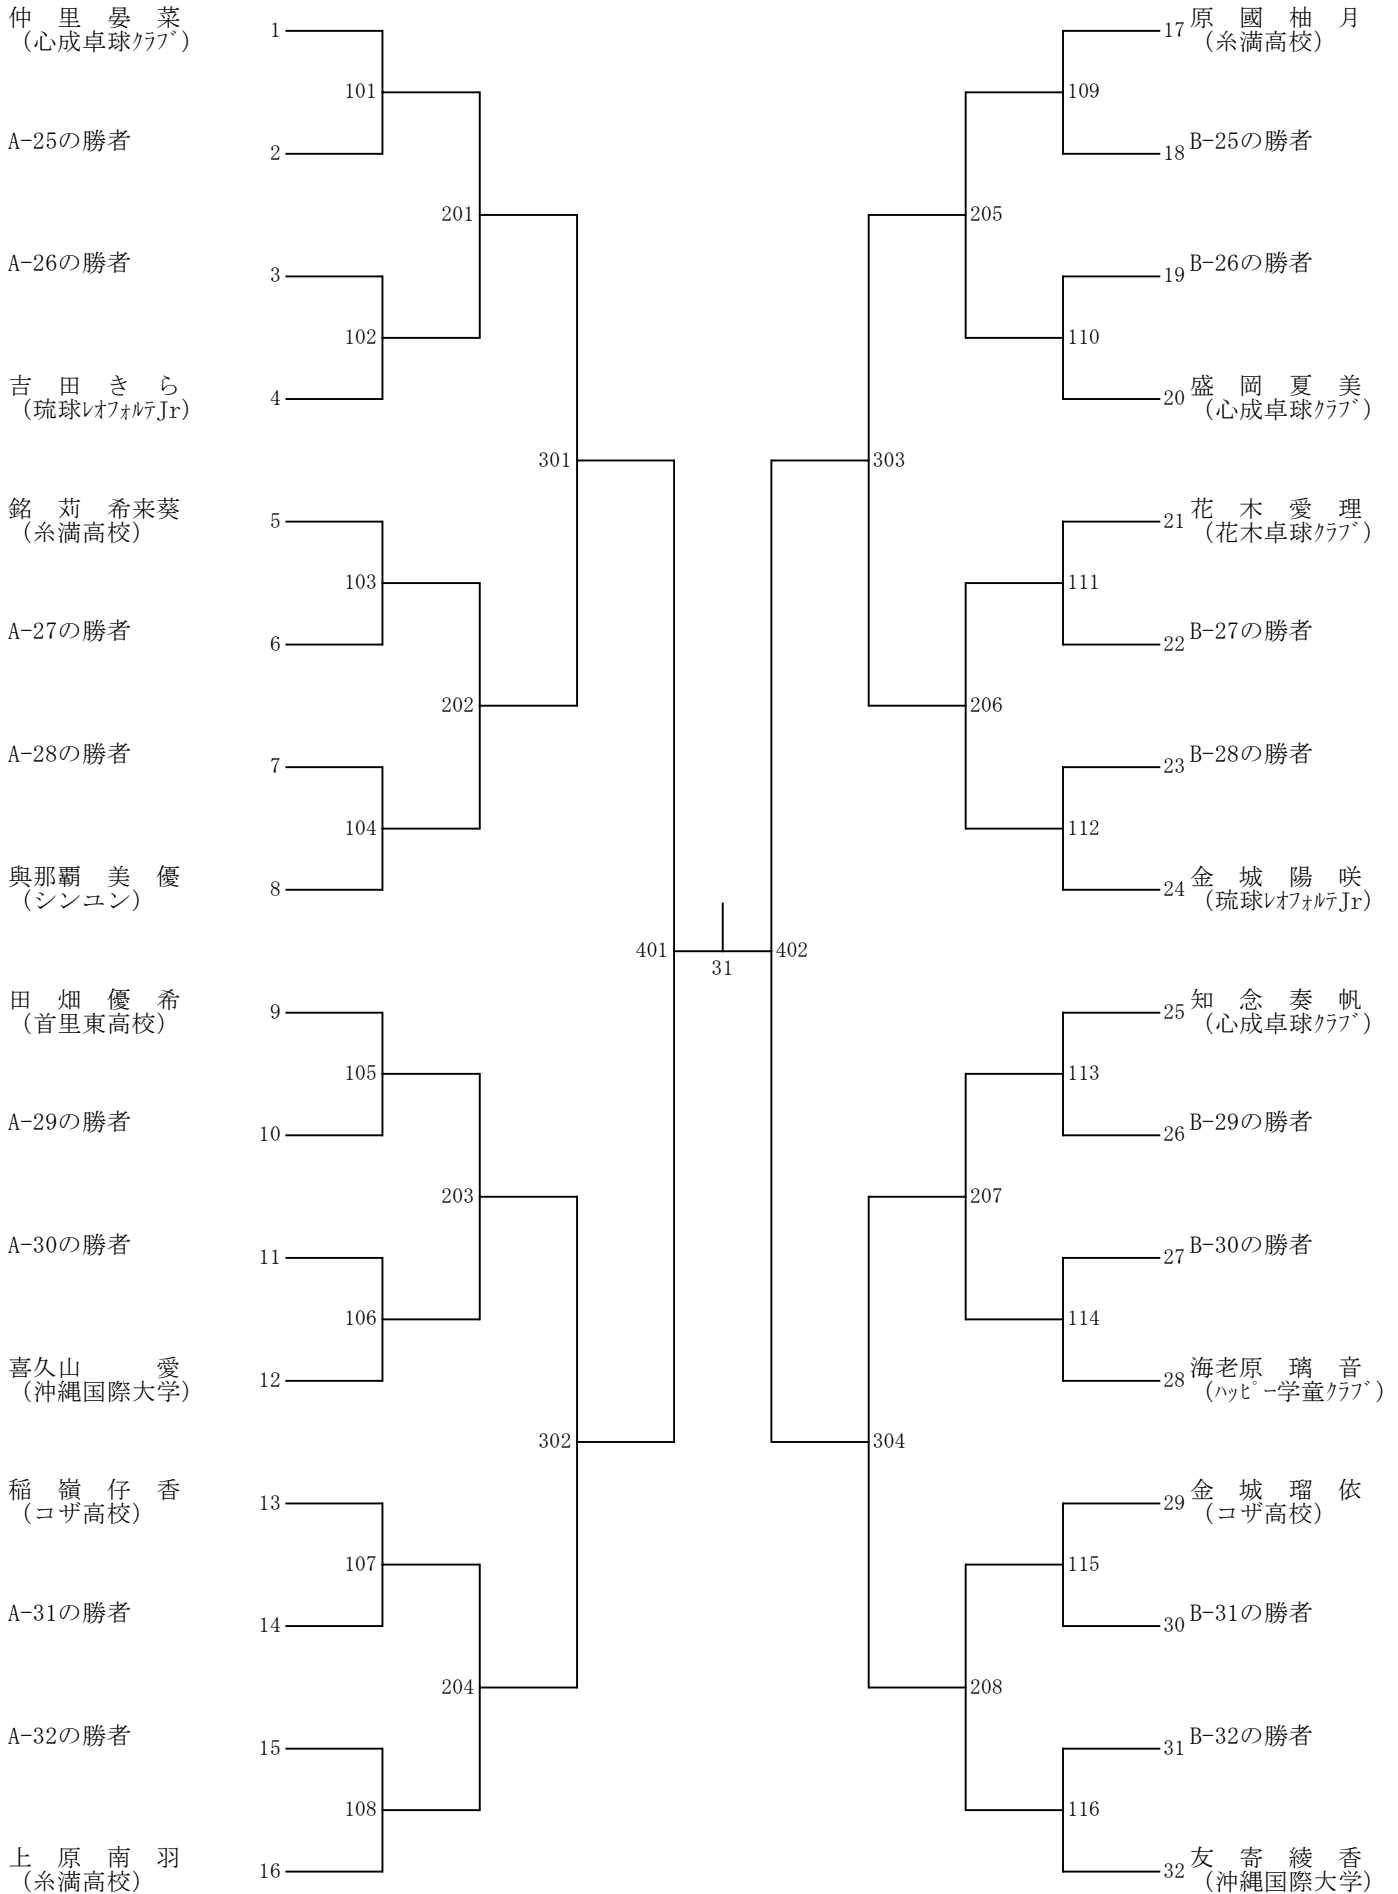 仲　里　晏　菜
（心成卓球ｸﾗﾌﾞ）
1
101
A-25の勝者
2
201
A-26の勝者
3
102
吉　田　き　ら
（琉球ﾚｵﾌｫﾙﾃJr）
4
301
銘　苅　希来葵
（糸満高校）
5
103
A-27の勝者
6
202
A-28の勝者
7
104
與那覇　美　優
（シンユン）
8
401
田　畑　優　希
（首里東高校）
9
105
A-29の勝者
10
203
A-30の勝者
11
106
喜久山　　　愛
（沖縄国際大学）
12
302
稲　嶺　仔　香
（コザ高校）
13
107
A-31の勝者
14
204
A-32の勝者
15
108
上　原　南　羽
（糸満高校）
16
31
17 原　國　柚　月
（糸満高校）
109
18 B-25の勝者
205
19 B-26の勝者
110
20 盛　岡　夏　美
（心成卓球ｸﾗﾌﾞ）
303
21 花　木　愛　理
（花木卓球ｸﾗﾌﾞ）
111
22 B-27の勝者
206
23 B-28の勝者
112
24 金　城　陽　咲
（琉球ﾚｵﾌｫﾙﾃJr）
402
25 知　念　奏　帆
（心成卓球ｸﾗﾌﾞ）
113
26 B-29の勝者
207
27 B-30の勝者
114
28 海老原　璃　音
（ﾊｯﾋﾟｰ学童ｸﾗﾌﾞ）
304
29 金　城　瑠　依
（コザ高校）
115
30 B-31の勝者
208
31 B-32の勝者
116
32 友　寄　綾　香
（沖縄国際大学）